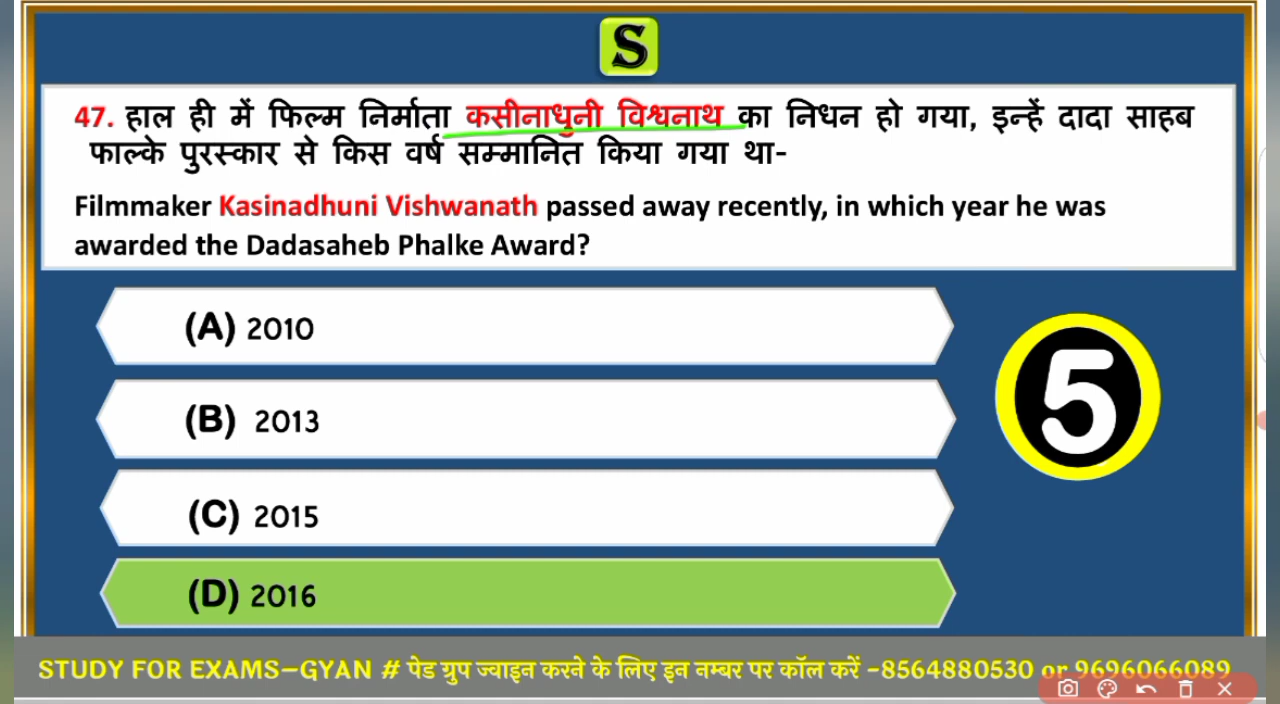 S
47. हाल ही में फिल्म निर्माता कसीनाधुनी विश्वनाथ का निधन हो गया, इन्हें दादा साहब
फाल्के पुरस्कार से किस वर्ष सम्मानित किया गया था-
Filmmaker Kasinadhuni Vishwanath passed away recently, in which year he was
awarded the Dadasaheb Phalke Award?
(A) 2010
(B) 2013
(C) 2015
(D) 2016
5
STUDY FOR EXAMS–GYAN # पेड ग्रुप ज्वाइन करने के लिए इन नम्बर पर कॉल करें –8564880530 or 9696066089